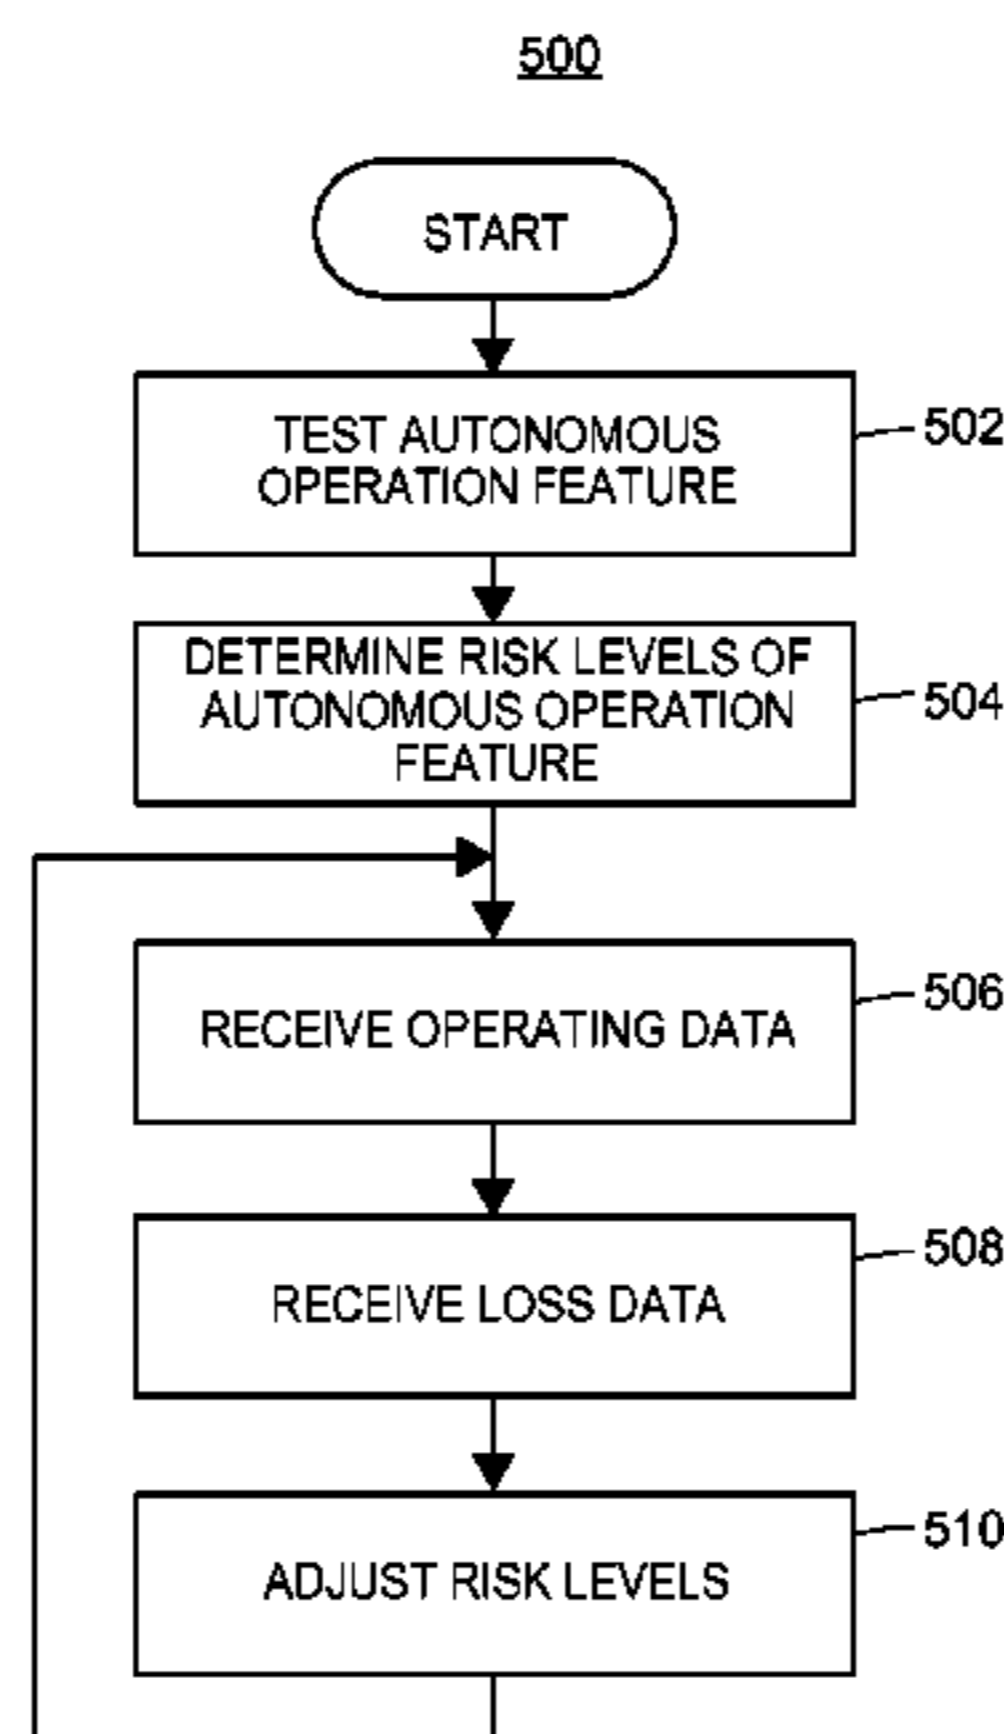 500
START
TEST AUTONOMOUS
OPERATION FEATURE
502
DETERMINE RISK LEVELS OF
AUTONOMOUS OPERATION
FEATURE
504
RECEIVE OPERATING DATA
506
RECEIVE LOSS DATA
508
ADJUST RISK LEVELS
510